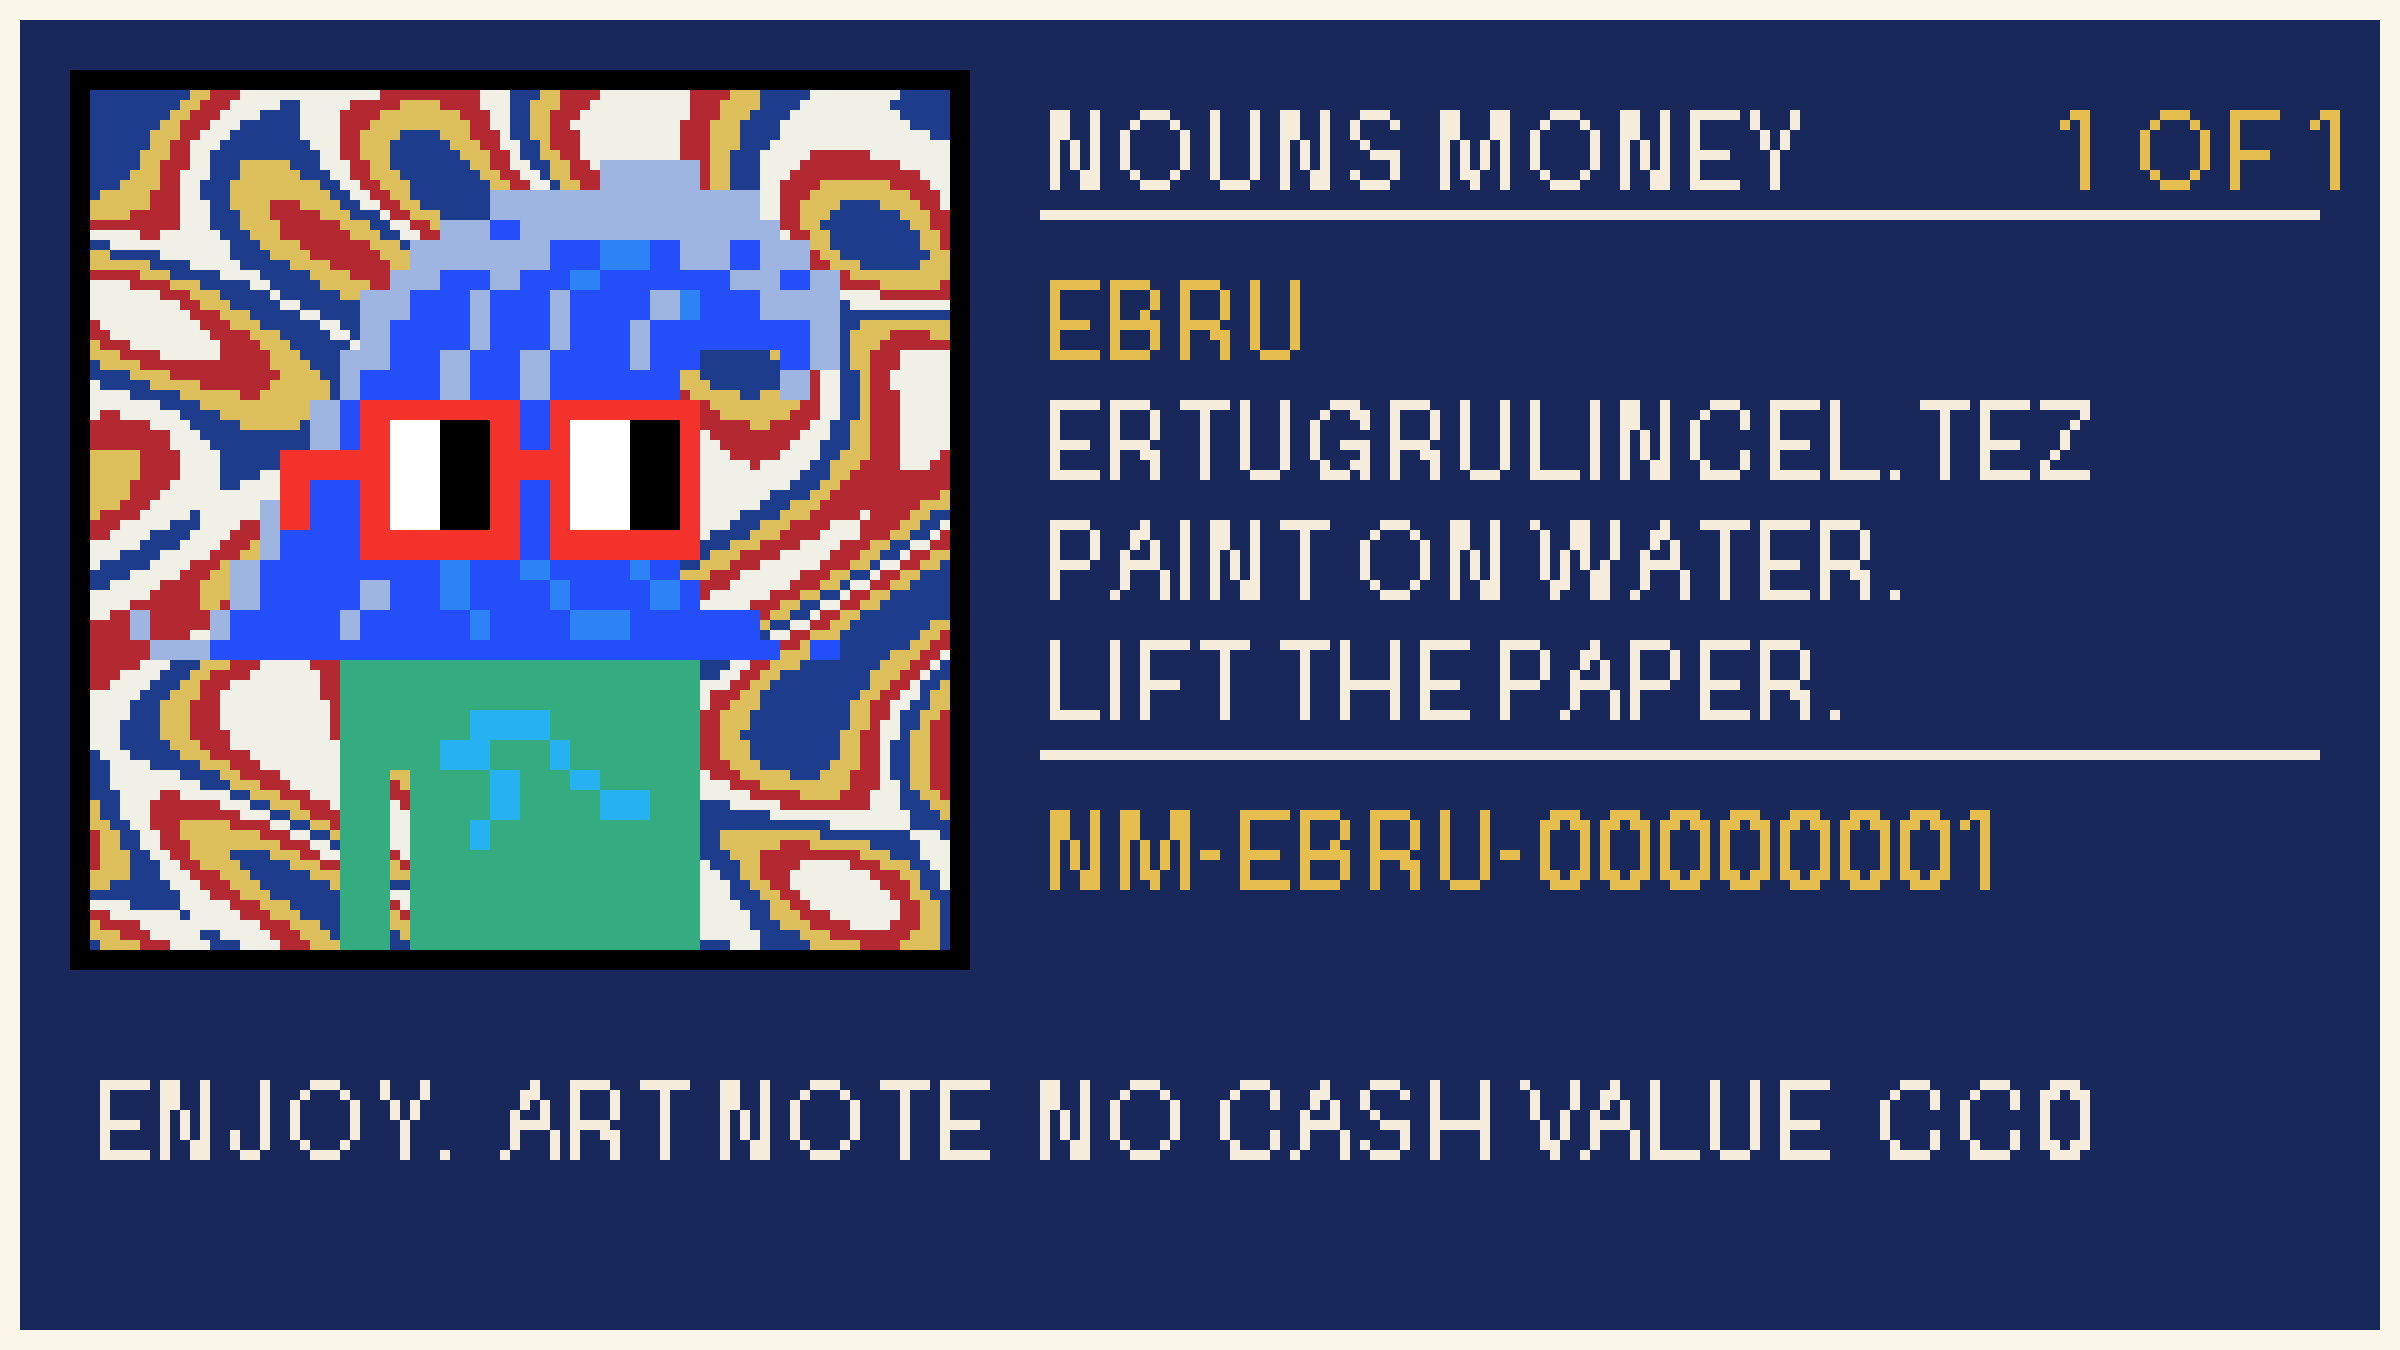 NOUNS MONEY 1 OF 1
EBRU
ERTUGRULINCEL.TEZ
PAINT ON WATER.
LIFT THE PAPER.
NM-EBRU-00000001
ENJOY. ART NOTE NO CASH VALUE CC0